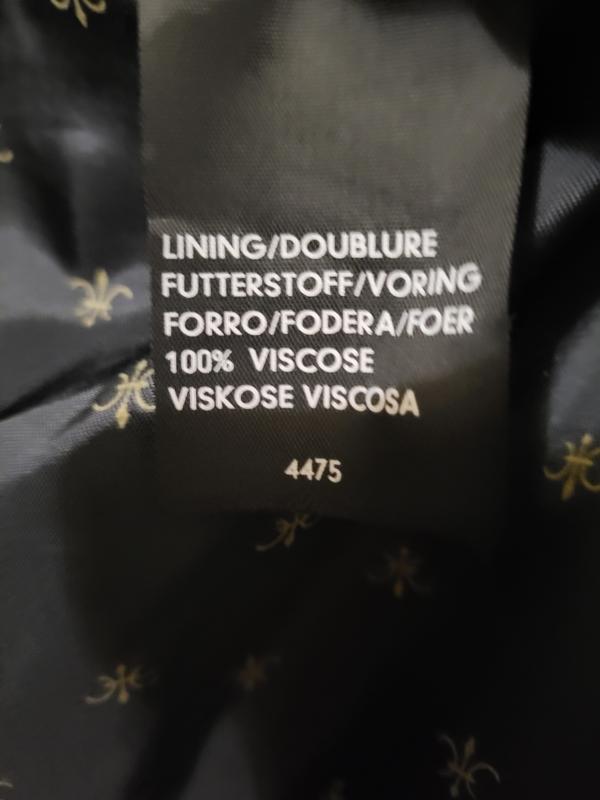 LINING/DOUBLURE
FUTTERSTOFF/VORING
FORRO/FODERA/FOER
100% VISCOSE
VISKOSE VISCOSA
4475